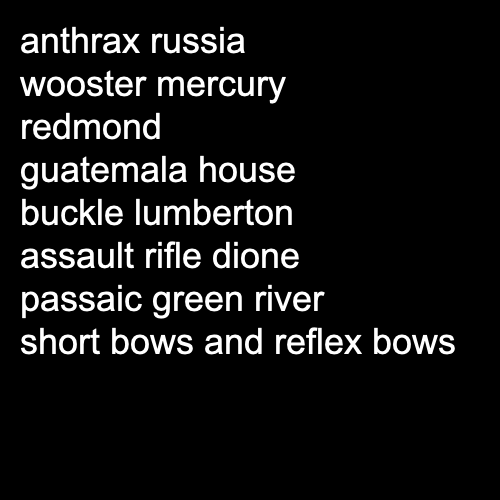 anthrax russia
wooster mercury
redmond
guatemala house
buckle lumberton
assault rifle dione
passaic green river
short bows and reflex bows